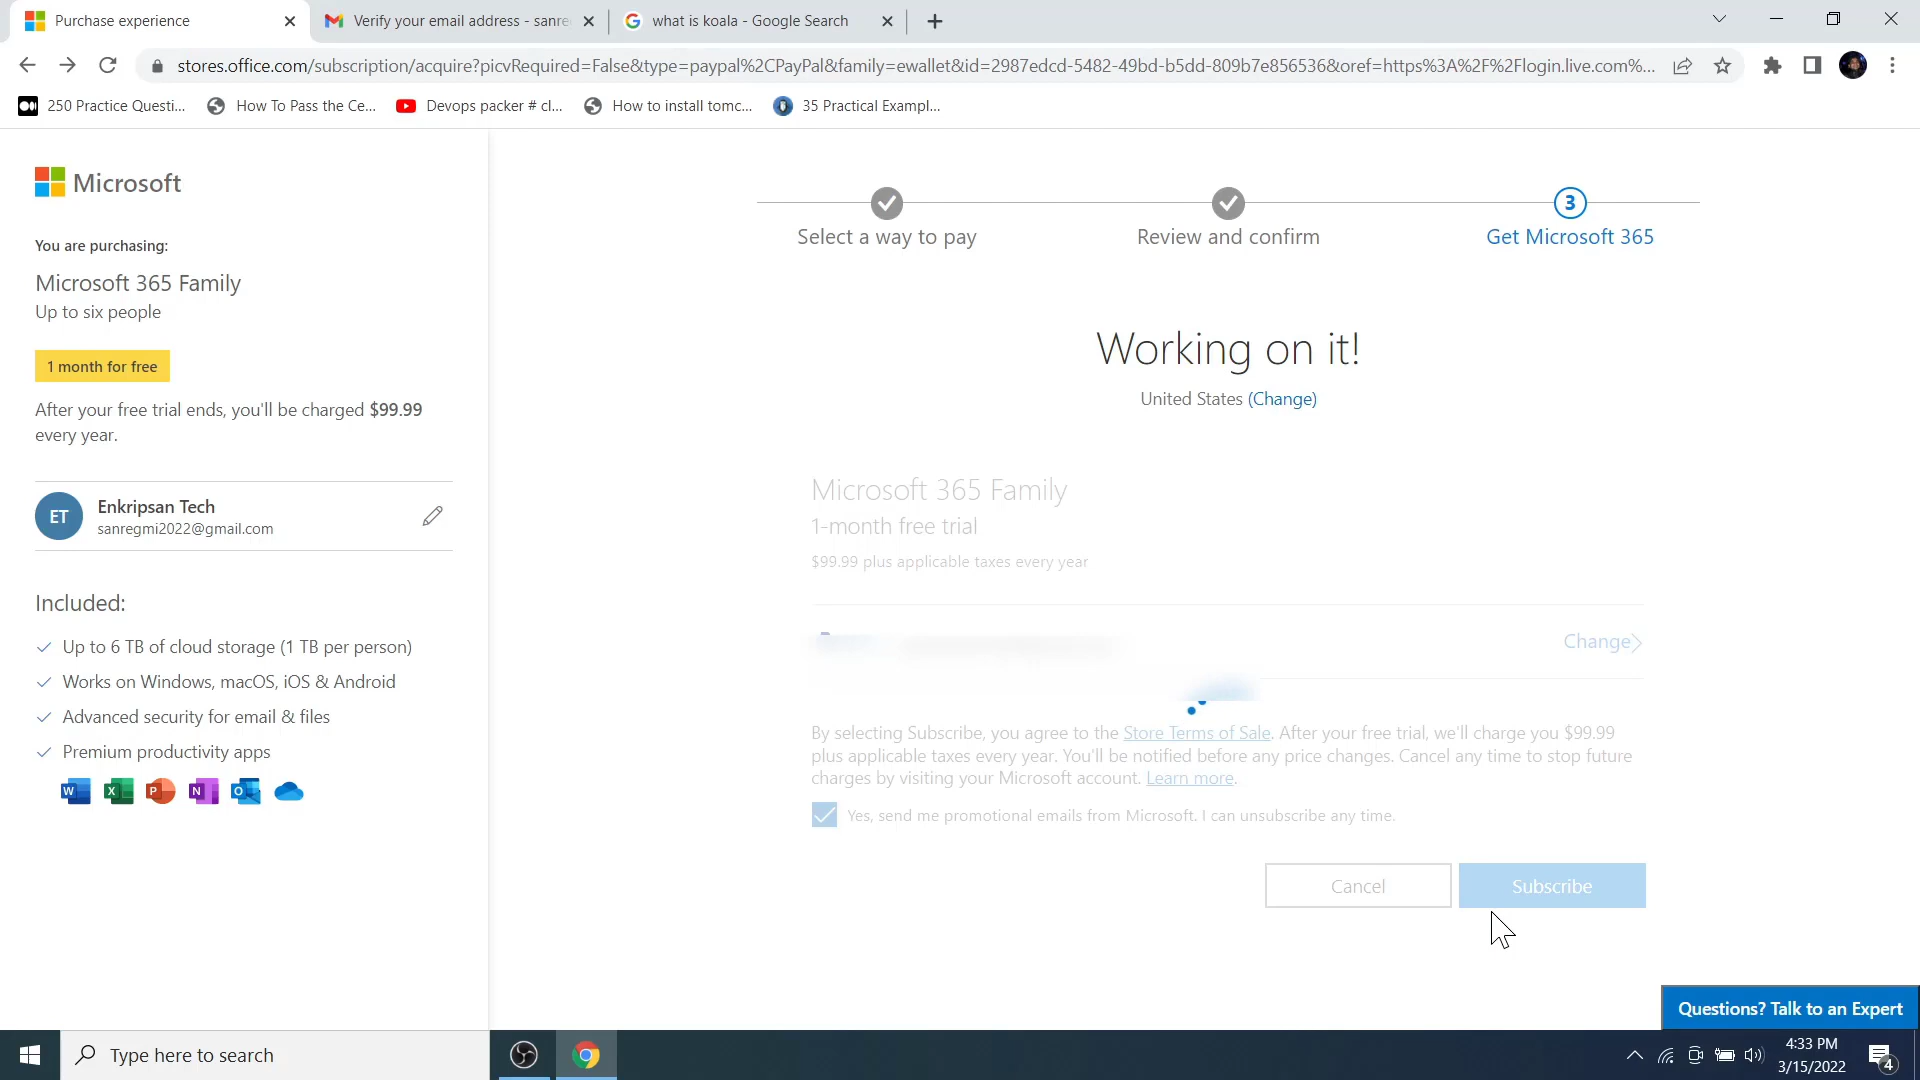 Purchase experience
Verify your email address - sanre
what is koala - Google Search
stores.office.com/subscription/acquire?picvRequired=False&type=paypal%2CPayPal&family=ewallet&id=2987edcd-5482-49bd-b5dd-809b7e856536&oref=https%3A%2F%2Flogin.live.com%...
250 Practice Questi...
How To Pass the Ce...
Devops packer # cl...
How to install tomc...
35 Practical Exampl...
Microsoft
You are purchasing:
Microsoft 365 Family
Up to six people
1 month for free
After your free trial ends, you'll be charged $99.99
every year.
ET
Enkripsan Tech
sanregmi2022@gmail.com
Included:
Up to 6 TB of cloud storage (1 TB per person)
Works on Windows, macOS, iOS & Android
Advanced security for email & files
Premium productivity apps
W
X
P
N
O
Select a way to pay
Review and confirm
3
Get Microsoft 365
Working on it!
United States (Change)
Microsoft 365 Family
1-month free trial
$99.99 plus applicable taxes every year
Change
By selecting Subscribe, you agree to the Store Terms of Sale. After your free trial, we'll charge you $99.99
plus applicable taxes every year. You'll be notified before any price changes. Cancel any time to stop future
charges by visiting your Microsoft account. Learn more.
Yes, send me promotional emails from Microsoft. I can unsubscribe any time.
Cancel
Subscribe
Questions? Talk to an Expert
Type here to search
4:33 PM
3/15/2022
4